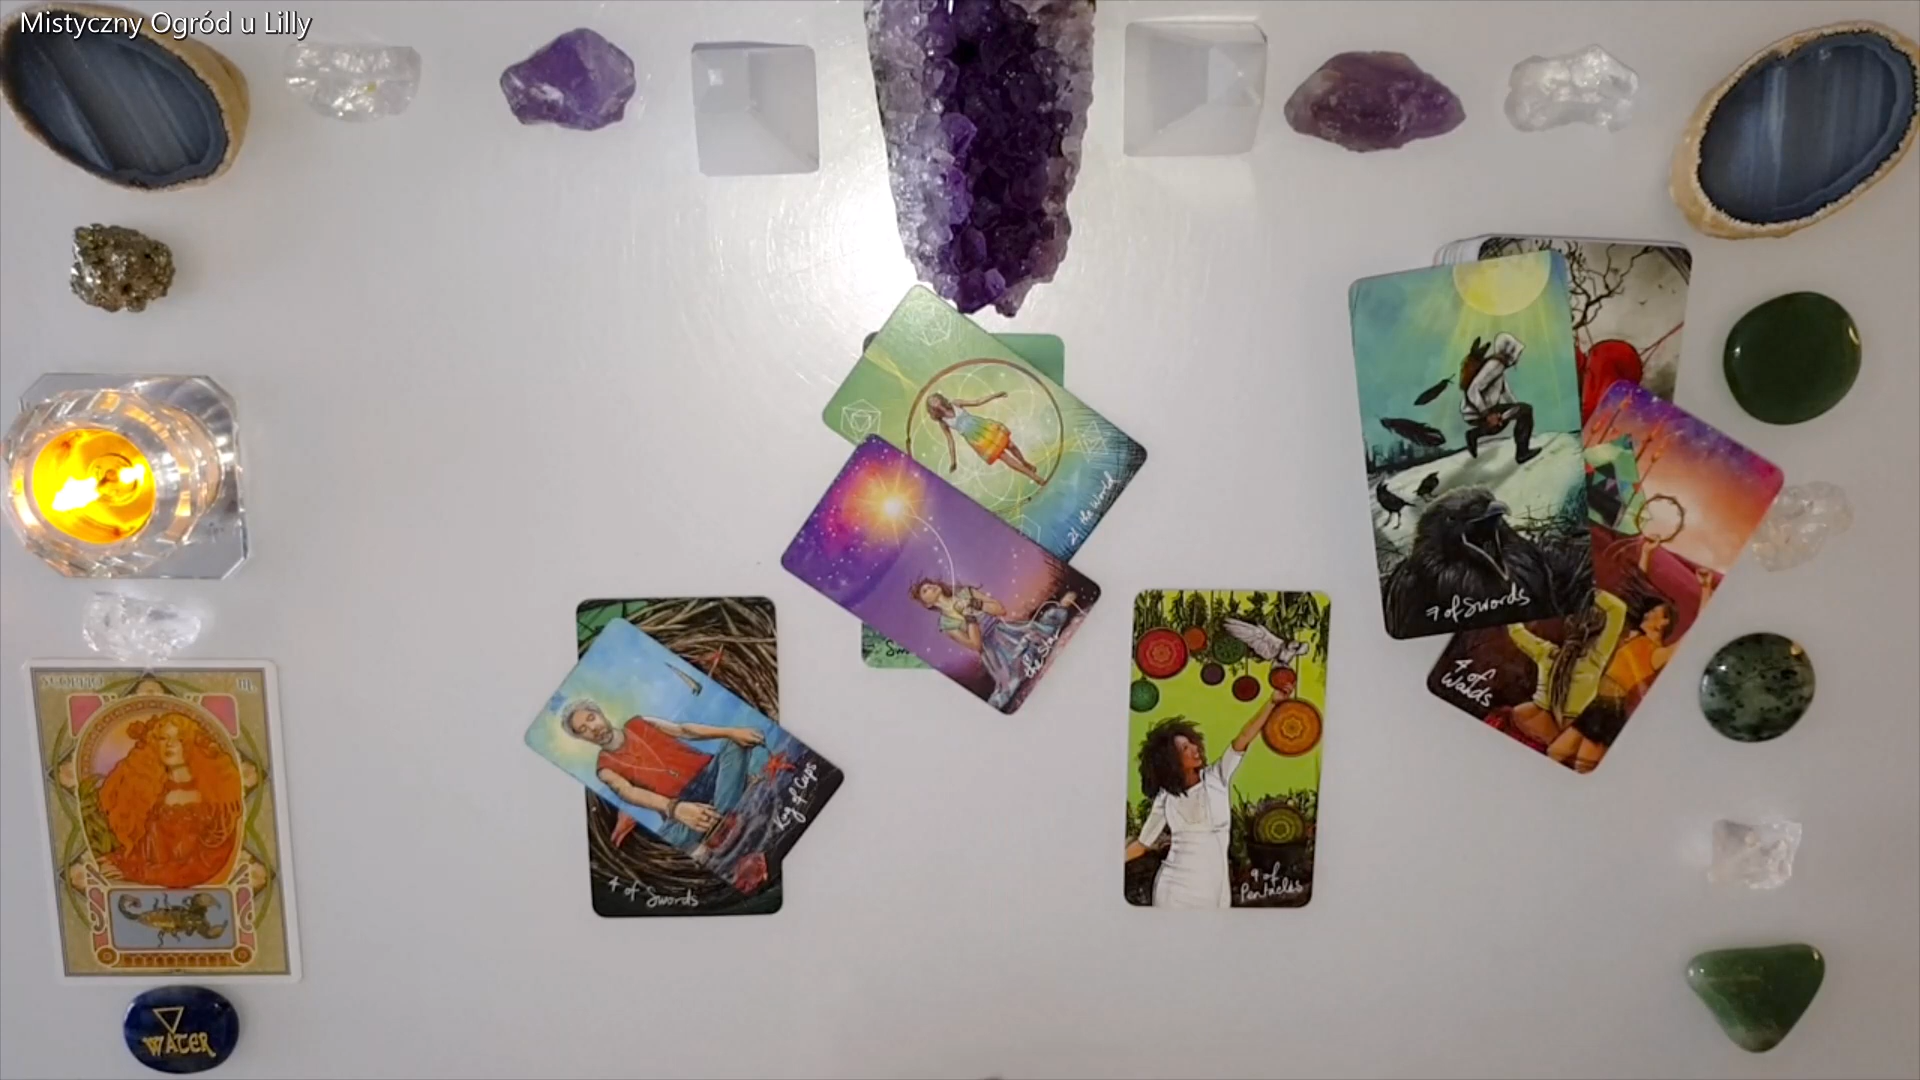 Mistyczny Ogród u Lilly
21 the World
the Star
7 of Swords
4 of
Wands
King of Cups
4 of Swords
9 of
Pentacles
SCORPIO
WATER